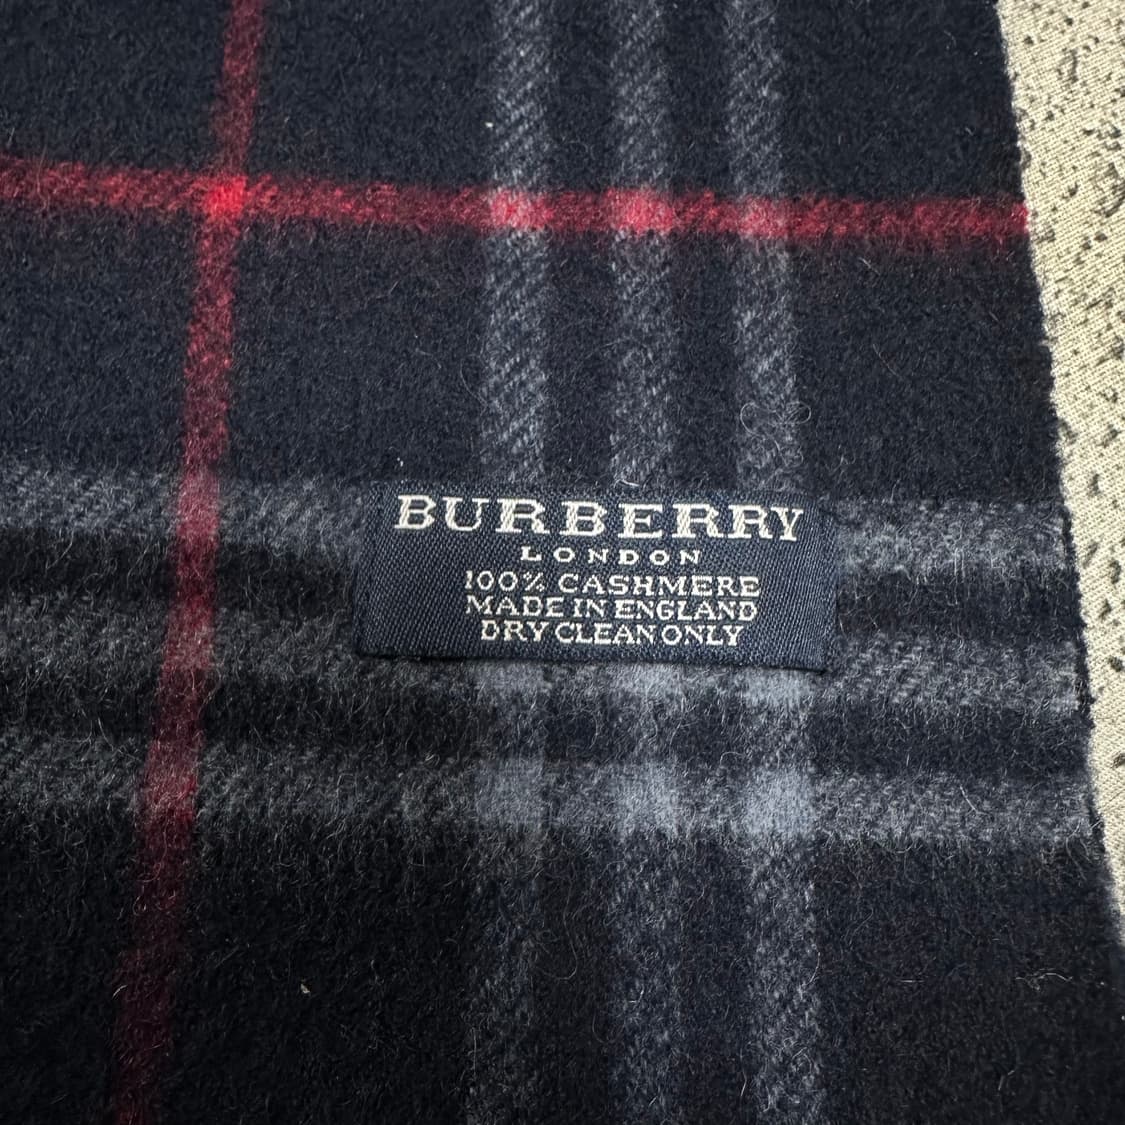 BURBERRY
LONDON
100% CASHMERE
MADE IN ENGLAND
DRY CLEAN ONLY